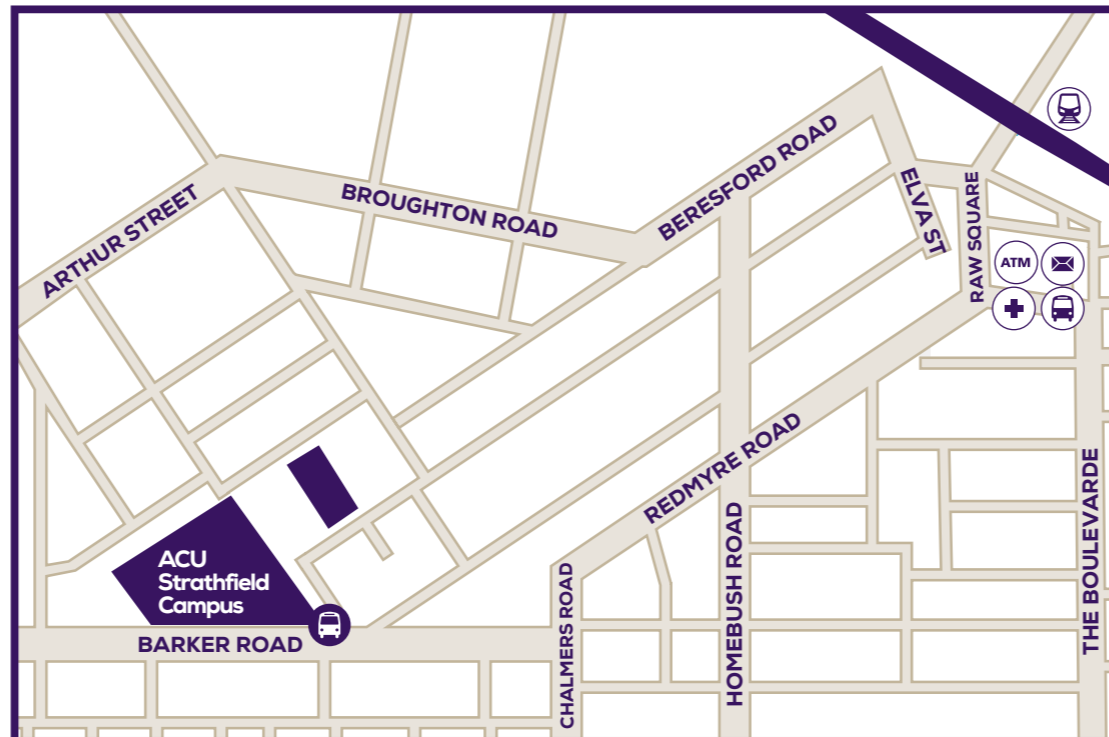 ARTHUR STREET
BROUGHTON ROAD
BERESFORD ROAD
ELVA ST
RAW SQUARE
ATM
REDMYRE ROAD
THE BOULEVARDE
HOMEBUSH ROAD
CHALMERS ROAD
ACU
Strathfield
Campus
BARKER ROAD